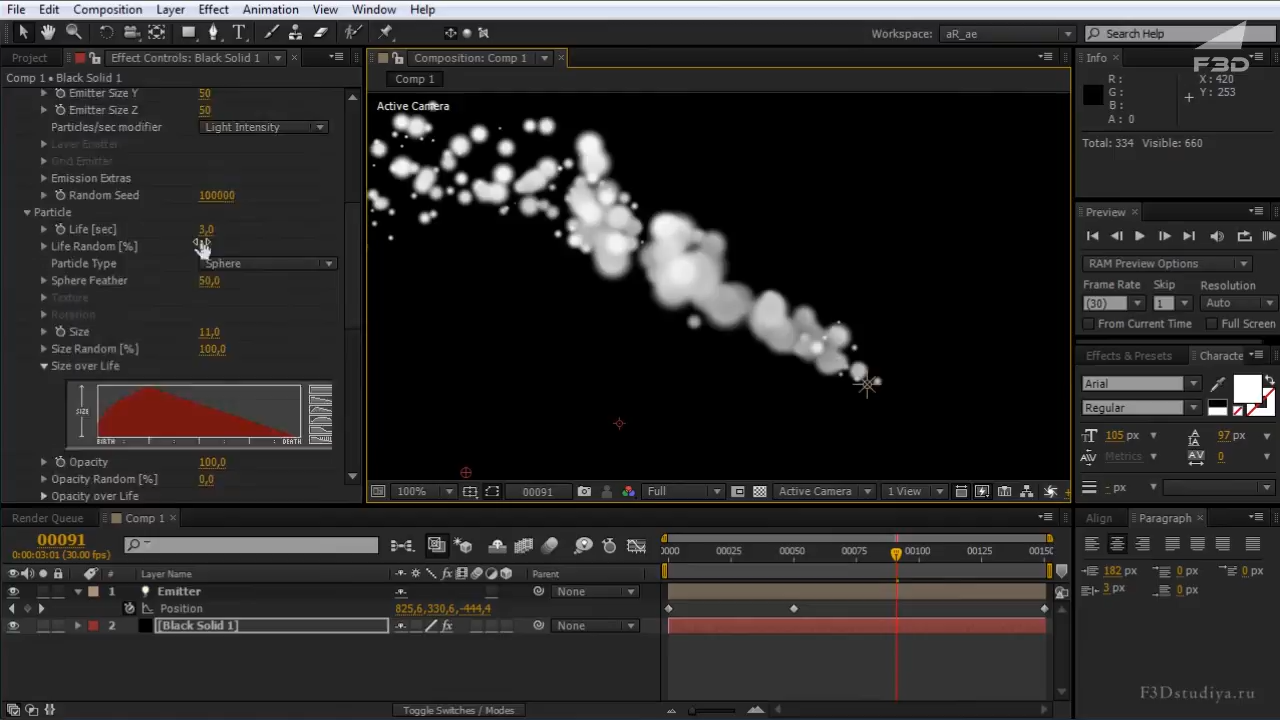 File Edit Composition Layer Effect Animation View Window Help
Workspace: aR_ae Search Help
F3D
Project Effect Controls: Black Solid 1 Composition: Comp 1 Info
Comp 1 • Black Solid 1
Comp 1
Active Camera
R:
G:
B:
A: 0
X: 420
Y: 253
Total: 334 Visible: 660
Emitter Size Y 50
Emitter Size Z 50
Particles/sec modifier Light Intensity
Layer Emitter
Grid Emitter
Emission Extras
Random Seed 100000
Particle
Life [sec] 3,0
Life Random [%]
Particle Type Sphere
Sphere Feather 50,0
Texture
Rotation
Size 11,0
Size Random [%] 100,0
Size over Life
SIZE
BIRTH DEATH
Opacity 100,0
Opacity Random [%] 0,0
Opacity over Life
100% 00091 Full Active Camera 1 View
Preview
RAM Preview Options
Frame Rate Skip Resolution
(30) 1 Auto
From Current Time Full Screen
Effects & Presets Characte
Arial
Regular
105 px 97 px
Metrics 0
- px
Render Queue Comp 1
00091
0:00:03:01 (30.00 fps)
0000 00025 00050 00075 00100 00125 00150
# Layer Name Parent
1 Emitter None
Position 825,6,330,6,-444,4
2 [Black Solid 1] None
Toggle Switches / Modes
Align Paragraph
182 px 0 px 0 px
3 px 0 px
F3Dstudiya.ru